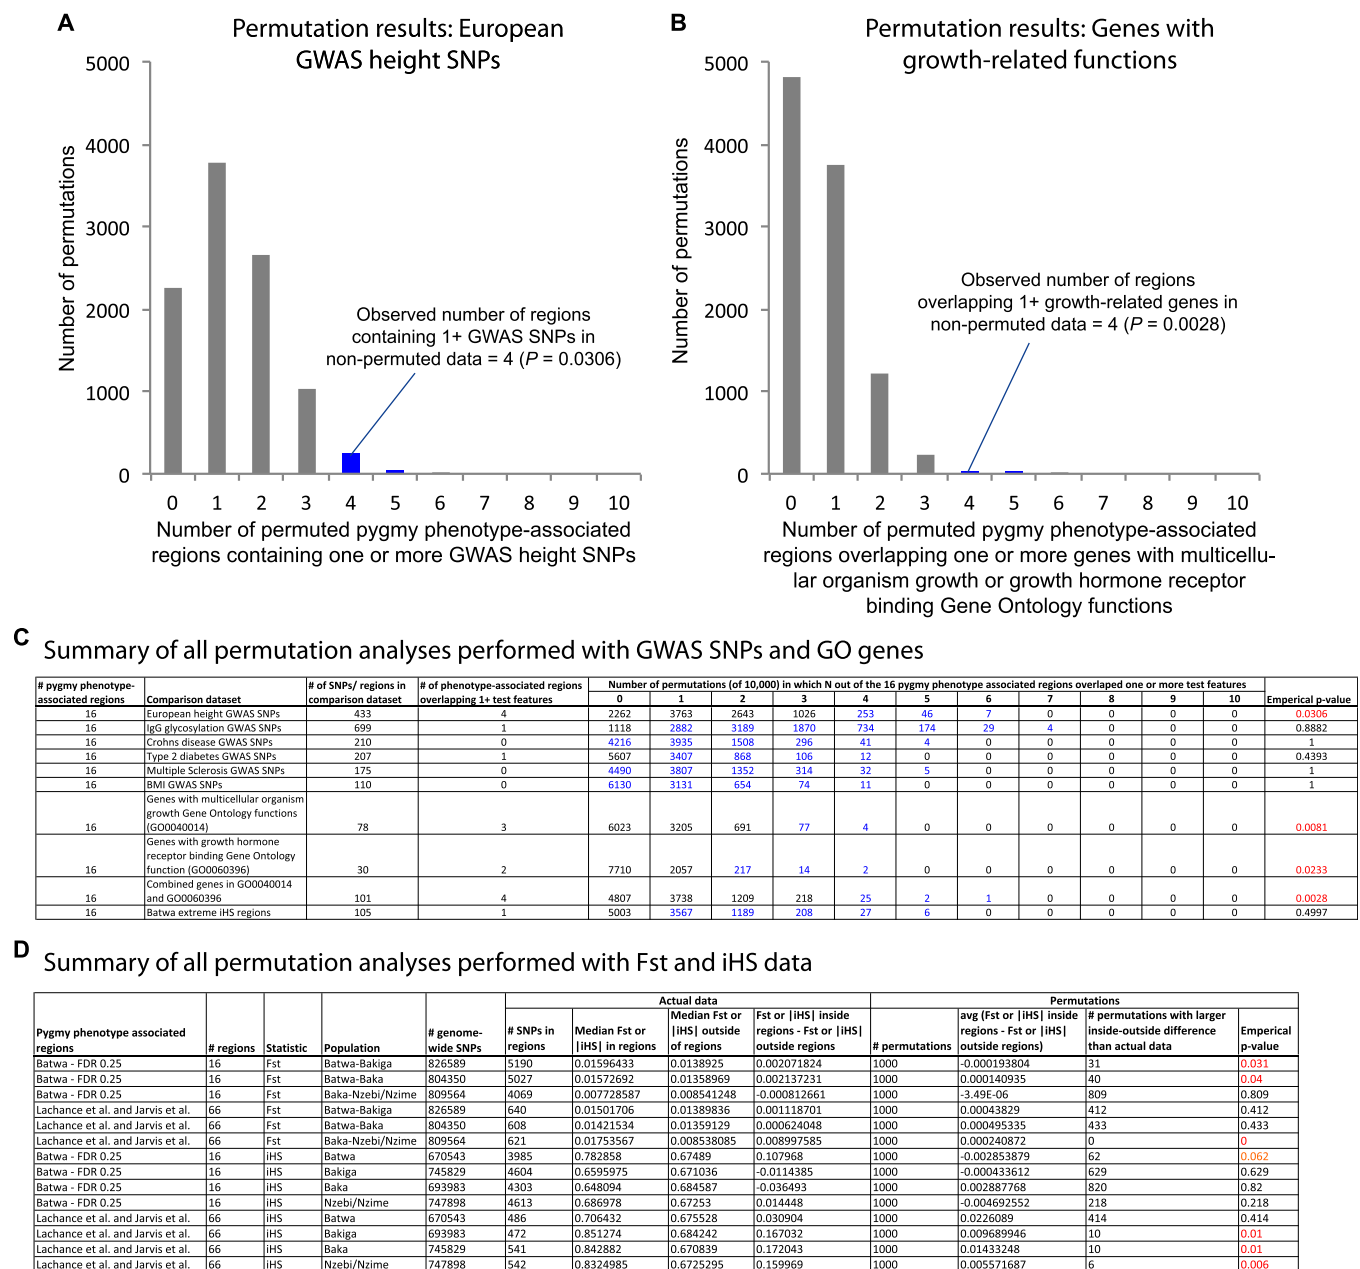 A
Permutation results: European
GWAS height SNPs
Number of permutations
5000
4000
3000
2000
1000
0
Observed number of regions
containing 1+ GWAS SNPs in
non-permuted data = 4 (P = 0.0306)
0 1 2 3 4 5 6 7 8 9 10
Number of permuted pygmy phenotype-associated
regions containing one or more GWAS height SNPs
B
Permutation results: Genes with
growth-related functions
Number of permutations
5000
4000
3000
2000
1000
0
Observed number of regions
overlapping 1+ growth-related genes in
non-permuted data = 4 (P = 0.0028)
0 1 2 3 4 5 6 7 8 9 10
Number of permuted pygmy phenotype-associated
regions overlapping one or more genes with multicellu-
lar organism growth or growth hormone receptor
binding Gene Ontology functions
C
Summary of all permutation analyses performed with GWAS SNPs and GO genes
# pygmy phenotype-
associated regions
Comparison dataset
# of SNPs/ regions in
comparison dataset
# of phenotype-associated regions
overlapping 1+ test features
Number of permutations (of 10,000) in which N out of the 16 pygmy phenotype associated regions overlaped one or more test features
0 1 2 3 4 5 6 7 8 9 10
Emperical p-value
16 European height GWAS SNPs 433 4 2262 3763 2643 1026 253 46 7 0 0 0 0 0.0306
16 IgG glycosylation GWAS SNPs 699 1 1118 2882 3189 1870 734 174 29 4 0 0 0 0.8882
16 Crohns disease GWAS SNPs 210 0 4216 3935 1508 296 41 4 0 0 0 0 0 1
16 Type 2 diabetes GWAS SNPs 207 1 5607 3407 868 106 12 0 0 0 0 0 0 0.4393
16 Multiple Sclerosis GWAS SNPs 175 0 4490 3807 1352 314 32 5 0 0 0 0 0 1
16 BMI GWAS SNPs 110 0 6130 3131 654 74 11 0 0 0 0 0 0 1
Genes with multicellular organism
growth Gene Ontology functions
16 (GO0040014) 78 3 6023 3205 691 77 4 0 0 0 0 0 0 0.0081
Genes with growth hormone
receptor binding Gene Ontology
16 function (GO0060396) 30 2 7710 2057 217 14 2 0 0 0 0 0 0 0.0233
Combined genes in GO0040014
16 and GO0060396 101 4 4807 3738 1209 218 25 2 1 0 0 0 0 0.0028
16 Batwa extreme iHS regions 105 1 5003 3567 1189 208 27 6 0 0 0 0 0 0.4997
D
Summary of all permutation analyses performed with Fst and iHS data
Actual data
Permutations
Pygmy phenotype associated
regions
# regions
Statistic
Population
# genome-
wide SNPs
# SNPs in
regions
Median Fst or
|iHS| in regions
Median Fst or
|iHS| outside
of regions
Fst or |iHS| inside
regions - Fst or |iHS|
outside regions
# permutations
avg (Fst or |iHS| inside
regions - Fst or |iHS|
outside regions)
# permutations with larger
inside-outside difference
than actual data
Emperical
p-value
Batwa - FDR 0.25 16 Fst Batwa-Bakiga 826589 5190 0.01596433 0.0138925 0.002071824 1000 -0.000193804 31 0.031
Batwa - FDR 0.25 16 Fst Batwa-Baka 804350 5027 0.01572692 0.01358969 0.002137231 1000 0.000140935 40 0.04
Batwa - FDR 0.25 16 Fst Baka-Nzebi/Nzime 809564 4069 0.007728587 0.008541248 -0.000812661 1000 -3.49E-06 809 0.809
Lachance et al. and Jarvis et al. 66 Fst Batwa-Bakiga 826589 640 0.01501706 0.01389836 0.001118701 1000 0.00043829 412 0.412
Lachance et al. and Jarvis et al. 66 Fst Batwa-Baka 804350 608 0.01421534 0.01359129 0.000624048 1000 0.000495335 433 0.433
Lachance et al. and Jarvis et al. 66 Fst Baka-Nzebi/Nzime 809564 621 0.01753567 0.008538085 0.008997585 1000 0.000240872 0 0
Batwa - FDR 0.25 16 iHS Batwa 670543 3985 0.782858 0.67489 0.107968 1000 -0.002853879 62 0.062
Batwa - FDR 0.25 16 iHS Bakiga 745829 4604 0.6595975 0.671036 -0.0114385 1000 -0.000433612 629 0.629
Batwa - FDR 0.25 16 iHS Baka 693983 4303 0.648094 0.684587 -0.036493 1000 0.002887768 820 0.82
Batwa - FDR 0.25 16 iHS Nzebi/Nzime 747898 4613 0.686978 0.67253 0.014448 1000 -0.004692552 218 0.218
Lachance et al. and Jarvis et al. 66 iHS Batwa 670543 486 0.706432 0.675528 0.030904 1000 0.0226089 414 0.414
Lachance et al. and Jarvis et al. 66 iHS Bakiga 693983 472 0.851274 0.684242 0.167032 1000 0.009689946 10 0.01
Lachance et al. and Jarvis et al. 66 iHS Baka 745829 541 0.842882 0.670839 0.172043 1000 0.01433248 10 0.01
Lachance et al. and Jarvis et al. 66 iHS Nzebi/Nzime 747898 542 0.8324985 0.6725295 0.159969 1000 0.005571687 6 0.006